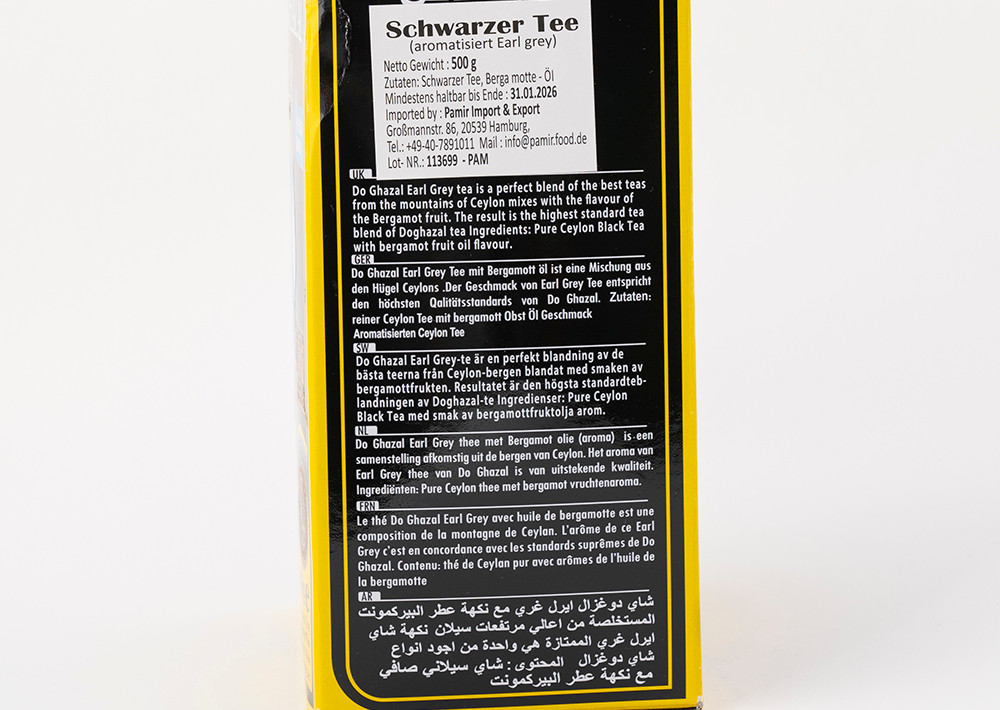 Schwarzer Tee
(aromatisiert Earl grey)
Netto Gewicht : 500 g
Zutaten: Schwarzer Tee, Berga motte - Öl
Mindestens haltbar bis Ende : 31.01.2026
Imported by : Pamir Import & Export
Großmannstr. 86, 20539 Hamburg,
Tel.: +49-40-7891011 Mail : info@pamir.food.de
Lot- NR.: 113699 - PAM
UK
Do Ghazal Earl Grey tea is a perfect blend of the best teas
from the mountains of Ceylon mixes with the flavour of
the Bergamot fruit. The result is the highest standard tea
blend of Doghazal tea Ingredients: Pure Ceylon Black Tea
with bergamot fruit oil flavour.
GER
Do Ghazal Earl Grey Tee mit Bergamott öl ist eine Mischung aus
den Hügel Ceylons .Der Geschmack von Earl Grey Tee entspricht
den höchsten Qalitätsstandards von Do Ghazal. Zutaten:
reiner Ceylon Tee mit bergamott Obst Öl Geschmack
Aromatisierten Ceylon Tee
SW
Do Ghazal Earl Grey-te är en perfekt blandning av de
bästa teerna från Ceylon-bergen blandat med smaken av
bergamottfrukten. Resultatet är den högsta standardteb-
landningen av Doghazal-te Ingredienser: Pure Ceylon
Black Tea med smak av bergamottfruktolja arom.
NL
Do Ghazal Earl Grey thee met Bergamot olie (aroma) is een
samenstelling afkomstig uit de bergen van Ceylon. Het aroma van
Earl Grey thee van Do Ghazal is van uitstekende kwaliteit.
Ingrediënten: Pure Ceylon thee met bergamot vruchtenaroma.
FRN
Le thé Do Ghazal Earl Grey avec huile de bergamotte est une
composition de la montagne de Ceylan. L'arôme de ce Earl
Grey c'est en concordance avec les standards suprêmes de Do
Ghazal. Contenu: thé de Ceylan pur avec arômes de l'huile de
la bergamotte
AR
شاي دوغزال ايرل غري مع نكهة عطر البيركمونت
المستخلصة من اعالي مرتفعات سيلان نكهة شاي
ايرل غري الممتازة هي واحدة من اجود انواع
شاي دوغزال المحتوى : شاي سيلاني صافي
مع نكهة عطر البيركمونت